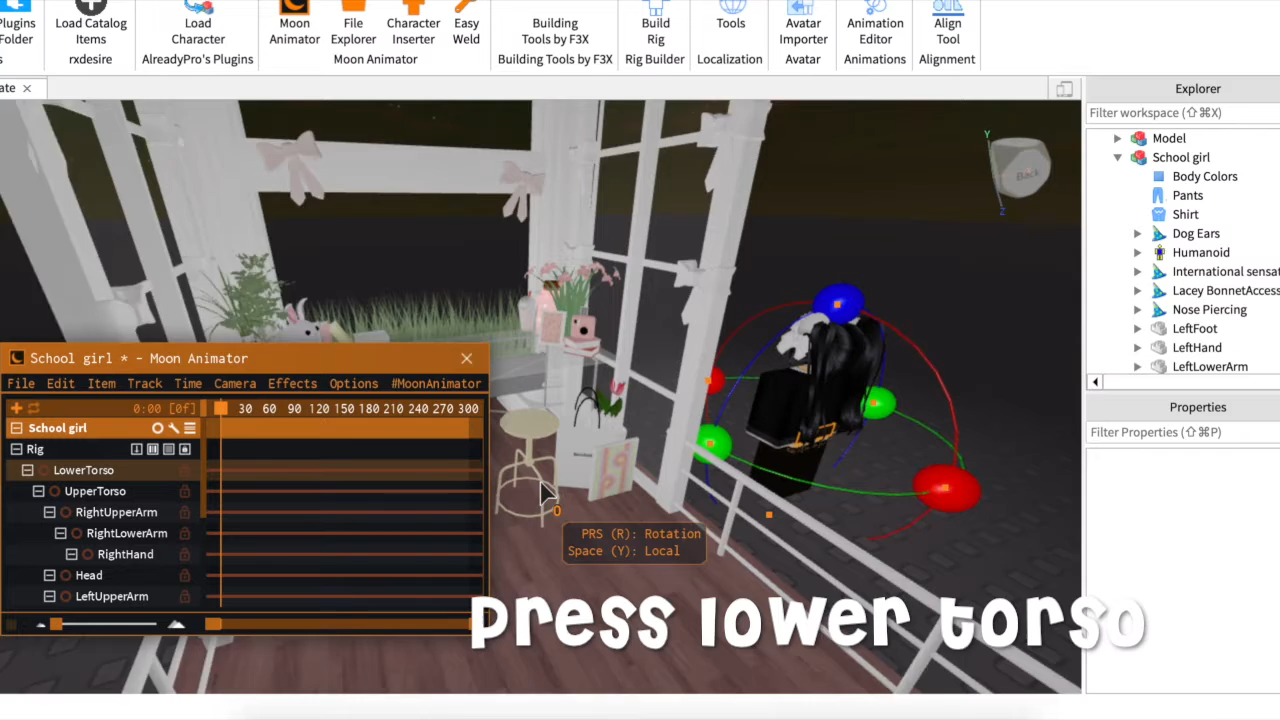 Plugins Folder
Load Catalog Items
Load Character
Moon Animator
File Explorer
Character Inserter
Easy Weld
Building Tools by F3X
Build Rig
Tools
Avatar Importer
Animation Editor
Align Tool
s
rxdesire
AlreadyPro's Plugins
Moon Animator
Building Tools by F3X
Rig Builder
Localization
Avatar
Animations
Alignment
ate ×
Explorer
Filter workspace (⇧⌘X)
Model
School girl
Body Colors
Pants
Shirt
Dog Ears
Humanoid
International sensat
Lacey BonnetAccess
Nose Piercing
LeftFoot
LeftHand
LeftLowerArm
Properties
Filter Properties (⇧⌘P)
Y
Back
Z
School girl * - Moon Animator
File Edit Item Track Time Camera Effects Options #MoonAnimator
0:00 [0f] 30 60 90 120 150 180 210 240 270 300
School girl
Rig
LowerTorso
UpperTorso
RightUpperArm
RightLowerArm
RightHand
Head
LeftUpperArm
0
PRS (R): Rotation
Space (Y): Local
press lower torso